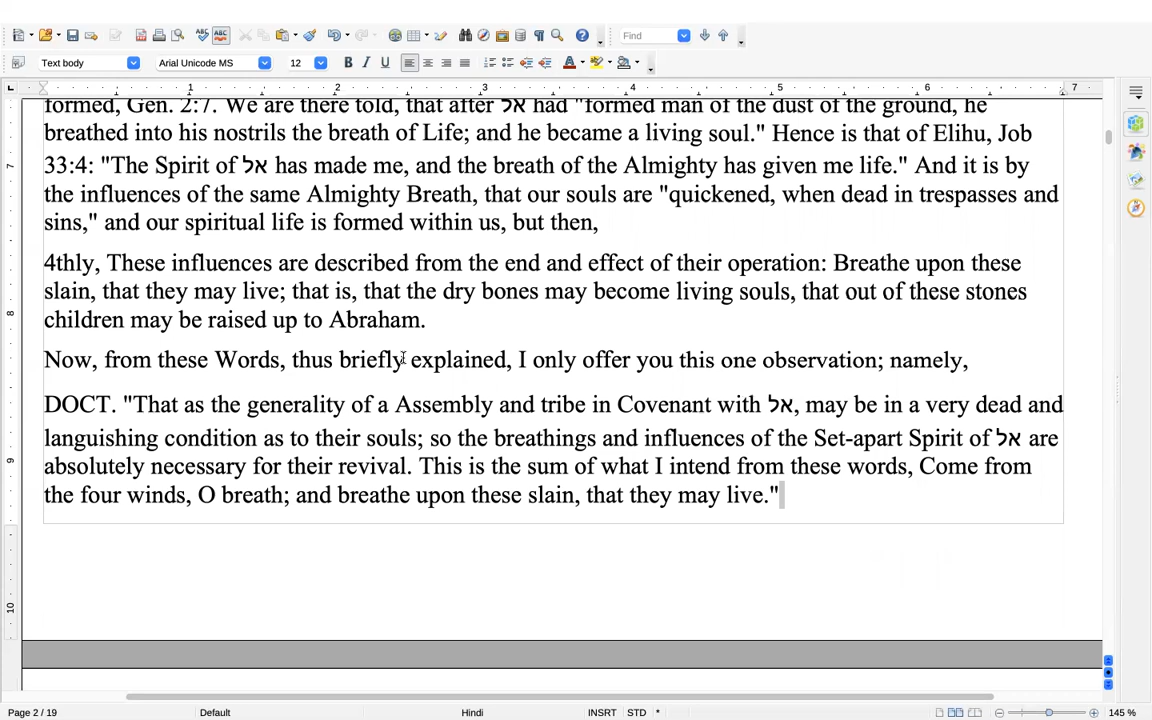 Find
Text body
Arial Unicode MS
12
B I U
1 2 3 4 5 6 7
formed, Gen. 2:7. We are there told, that after אל had "formed man of the dust of the ground, he
breathed into his nostrils the breath of Life; and he became a living soul." Hence is that of Elihu, Job
33:4: "The Spirit of אל has made me, and the breath of the Almighty has given me life." And it is by
the influences of the same Almighty Breath, that our souls are "quickened, when dead in trespasses and
sins," and our spiritual life is formed within us, but then,
4thly, These influences are described from the end and effect of their operation: Breathe upon these
slain, that they may live; that is, that the dry bones may become living souls, that out of these stones
children may be raised up to Abraham.
Now, from these Words, thus briefly explained, I only offer you this one observation; namely,
DOCT. "That as the generality of a Assembly and tribe in Covenant with אל, may be in a very dead and
languishing condition as to their souls; so the breathings and influences of the Set-apart Spirit of אל are
absolutely necessary for their revival. This is the sum of what I intend from these words, Come from
the four winds, O breath; and breathe upon these slain, that they may live."
7
8
9
10
Page 2 / 19
Default
Hindi
INSRT
STD
*
145 %